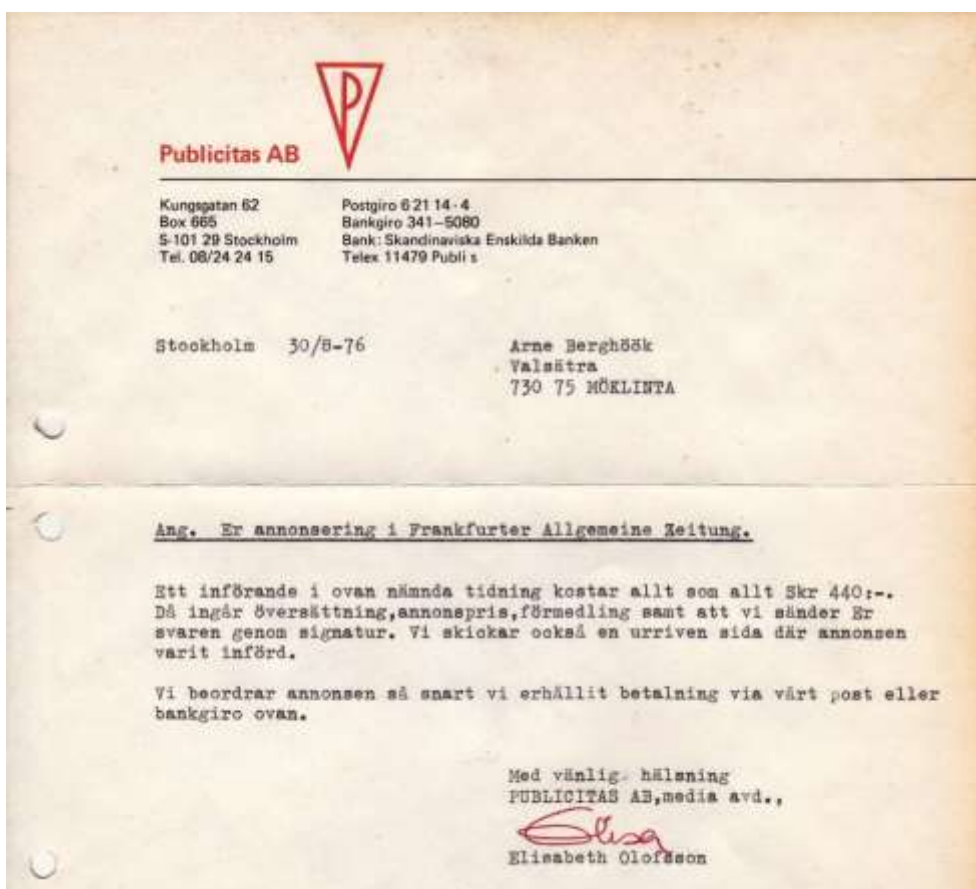 P
Publicitas AB
Kungsgatan 62
Box 665
S-101 29 Stockholm
Tel. 08/24 24 15
Postgiro 6 21 14 - 4
Bankgiro 341-5080
Bank: Skandinaviska Enskilda Banken
Telex 11479 Publi s
Stockholm 30/8-76
Arne Berghöök
Valsätra
730 75 MÖKLINTA
Ang. Er annonsering i Frankfurter Allgemeine Zeitung.
Ett införande i ovan nämnda tidning kostar allt som allt Skr 440:-.
Då ingår översättning,annonspris,förmedling samt att vi sänder Er
svaren genom signatur. Vi skickar också en urriven sida där annonsen
varit införd.
Vi beordrar annonsen så snart vi erhållit betalning via vårt post eller
bankgiro ovan.
Med vänlig hälsning
PUBLICITAS AB,media avd.,
Elisabeth Olofsson